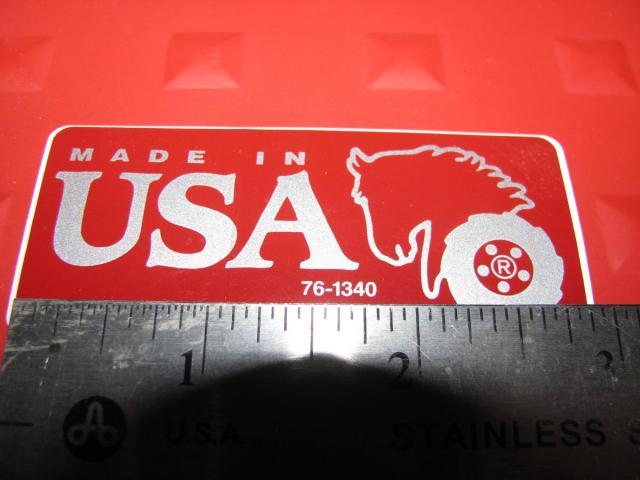 MADE IN
USA
®
76-1340
1 2 3
U.S.A. STAINLESS S